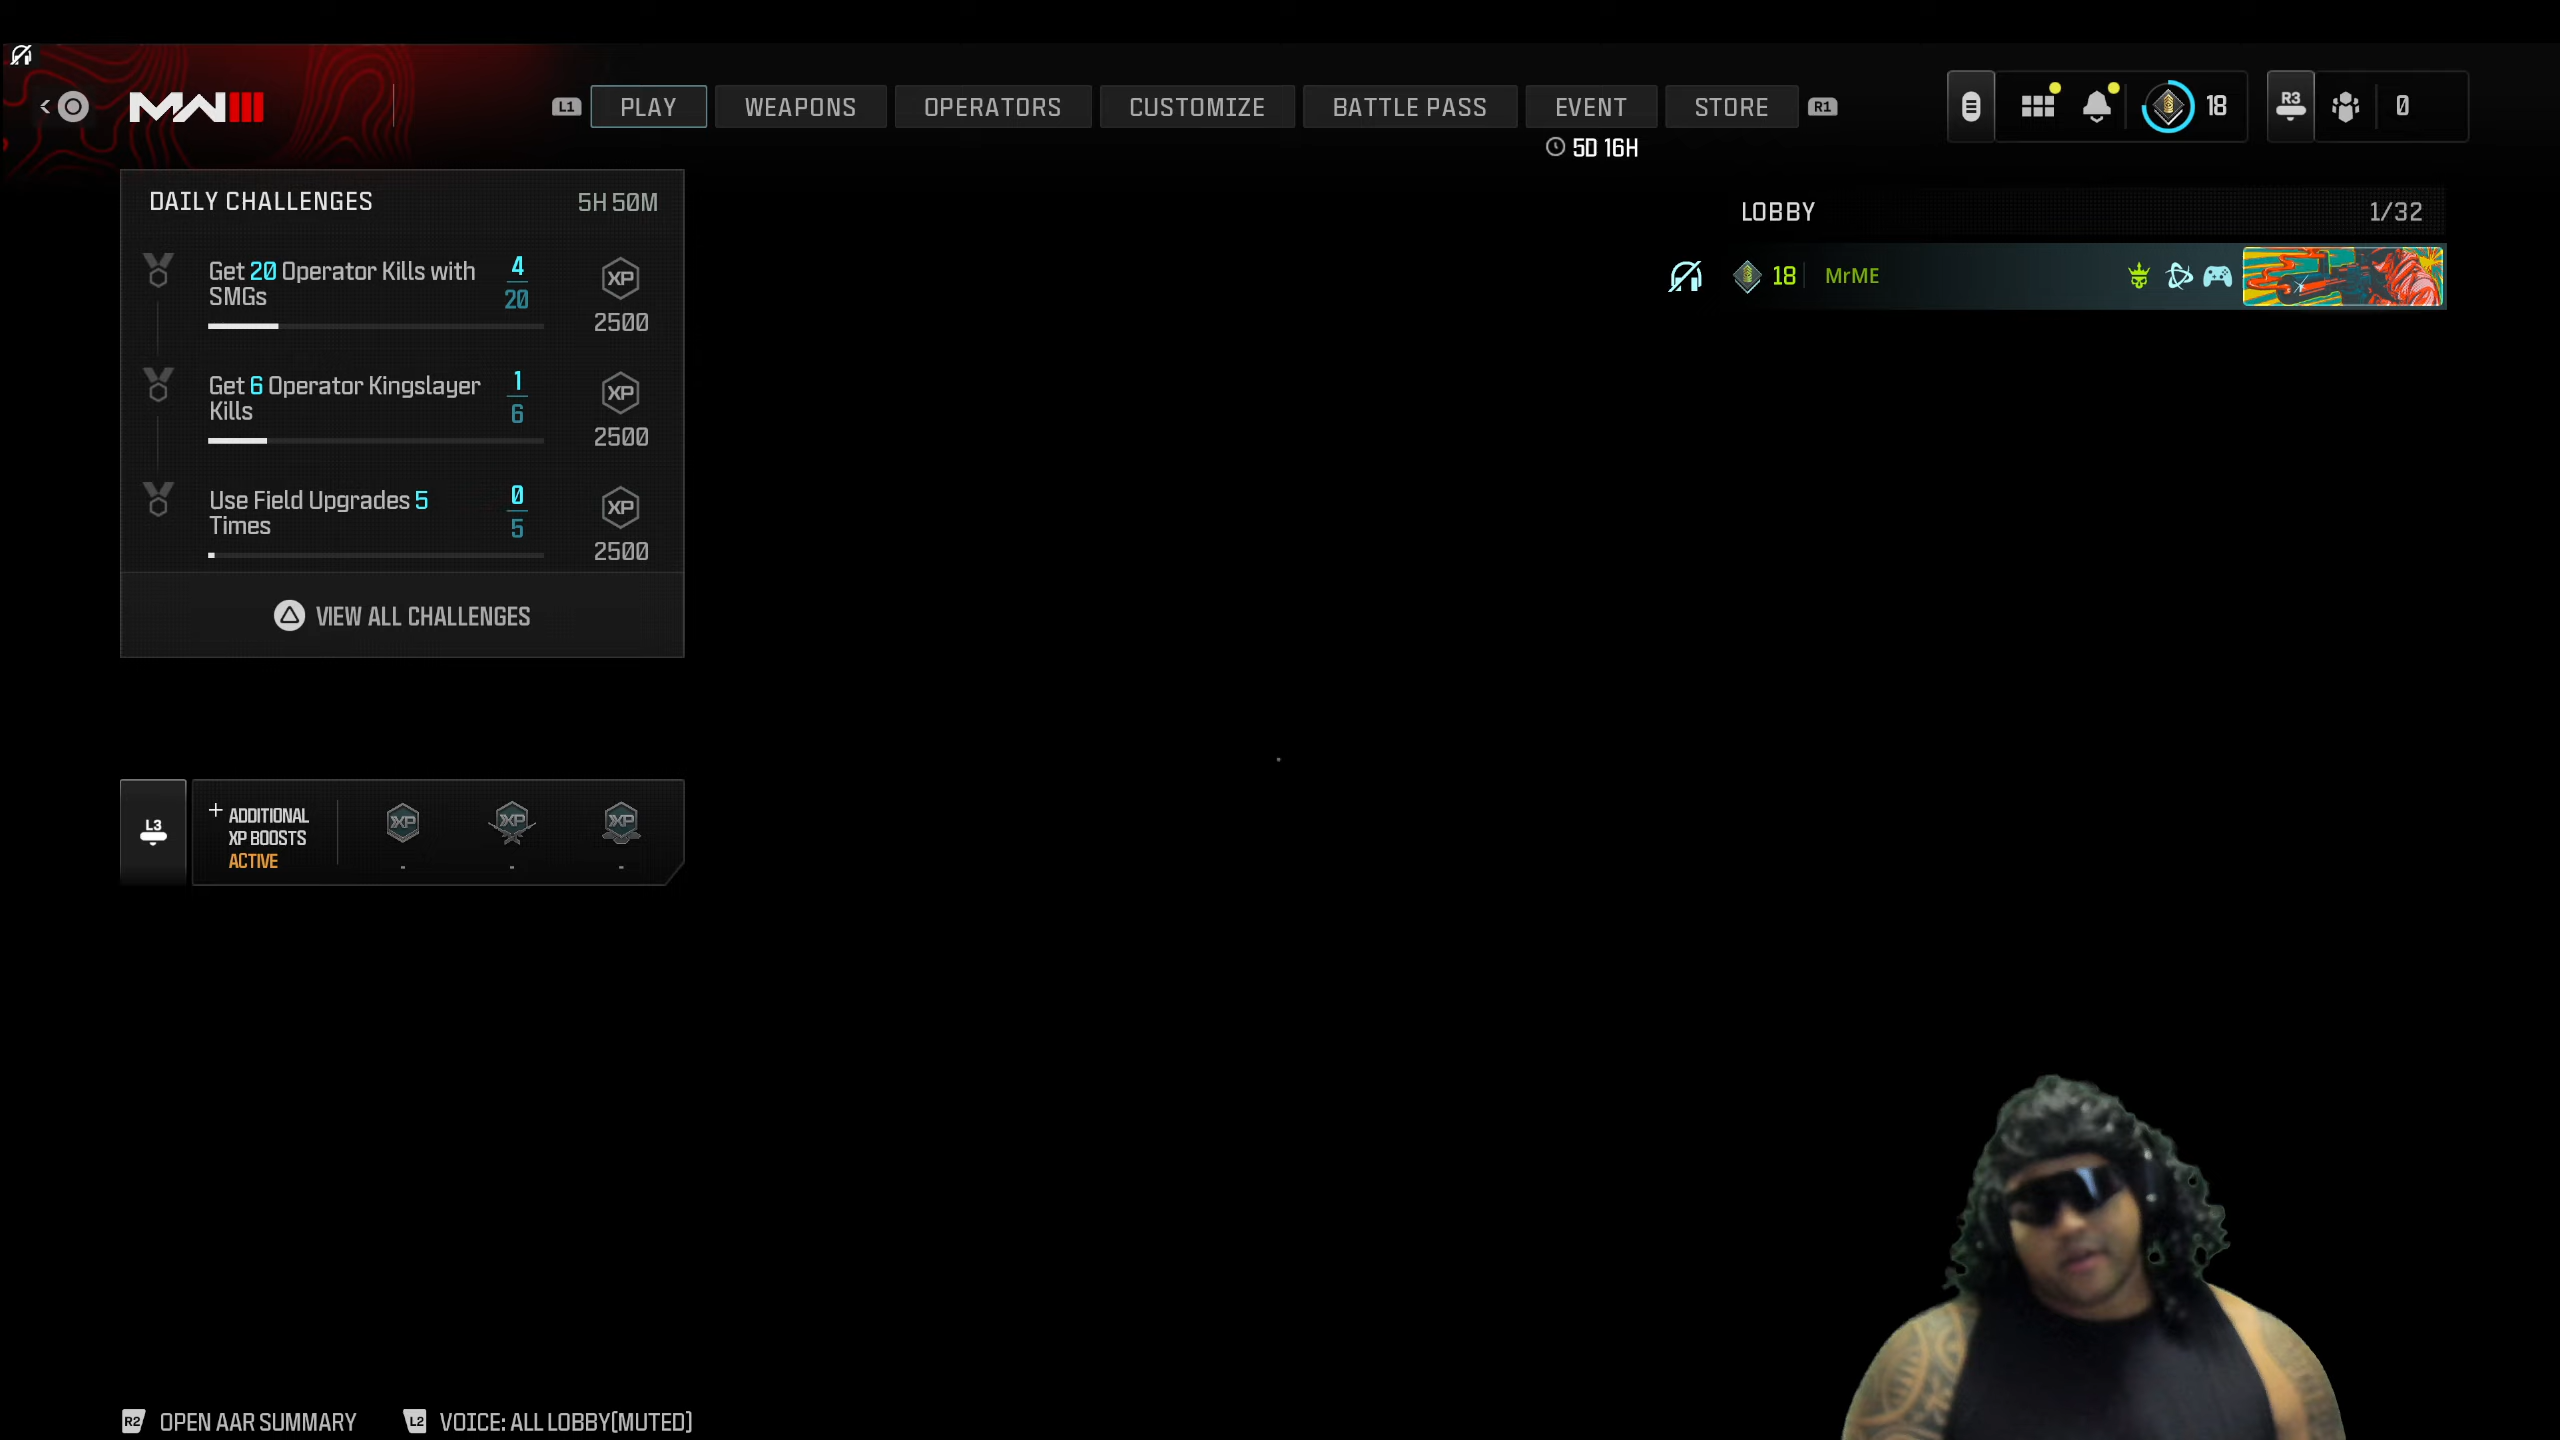 MWIII
L1
PLAY
WEAPONS
OPERATORS
CUSTOMIZE
BATTLE PASS
EVENT
STORE
R1
5D 16H
18
R3
0
DAILY CHALLENGES
5H 50M
Get 20 Operator Kills with
SMGs
4
20
XP
2500
Get 6 Operator Kingslayer
Kills
1
6
XP
2500
Use Field Upgrades 5
Times
0
5
XP
2500
VIEW ALL CHALLENGES
LOBBY
1/32
18
MrME
L3
+ ADDITIONAL
XP BOOSTS
ACTIVE
XP
-
XP
-
XP
-
R2 OPEN AAR SUMMARY
L2 VOICE: ALL LOBBY(MUTED)